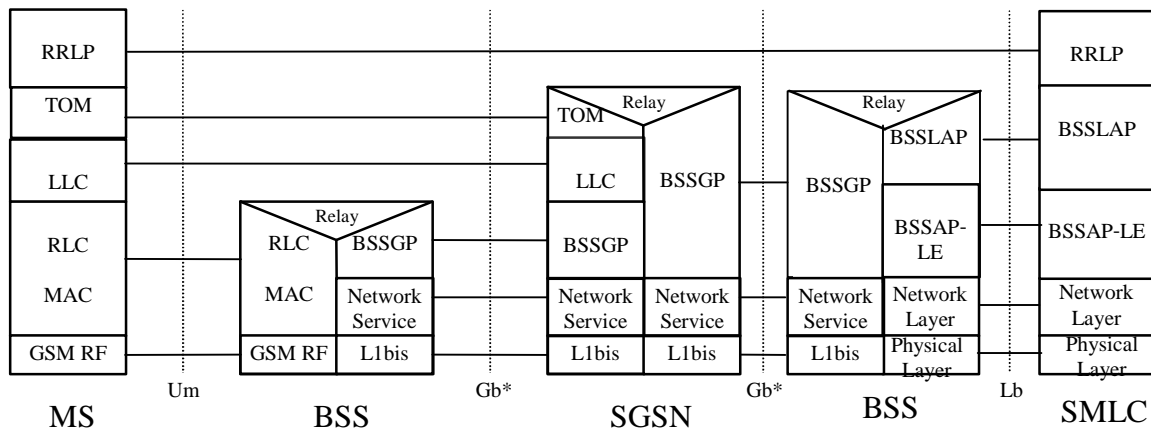 RRLP
TOM
LLC
RLC
MAC
GSM RF
MS
Um
Relay
RLC
BSSGP
MAC
Network
Service
GSM RF
L1bis
BSS
Gb*
Relay
TOM
LLC
BSSGP
BSSGP
Network
Service
Network
Service
L1bis
L1bis
SGSN
Gb*
Relay
BSSLAP
BSSGP
BSSAP-
LE
Network
Service
Network
Layer
L1bis
Physical
Layer
BSS
Lb
RRLP
BSSLAP
BSSAP-LE
Network
Layer
Physical
Layer
SMLC